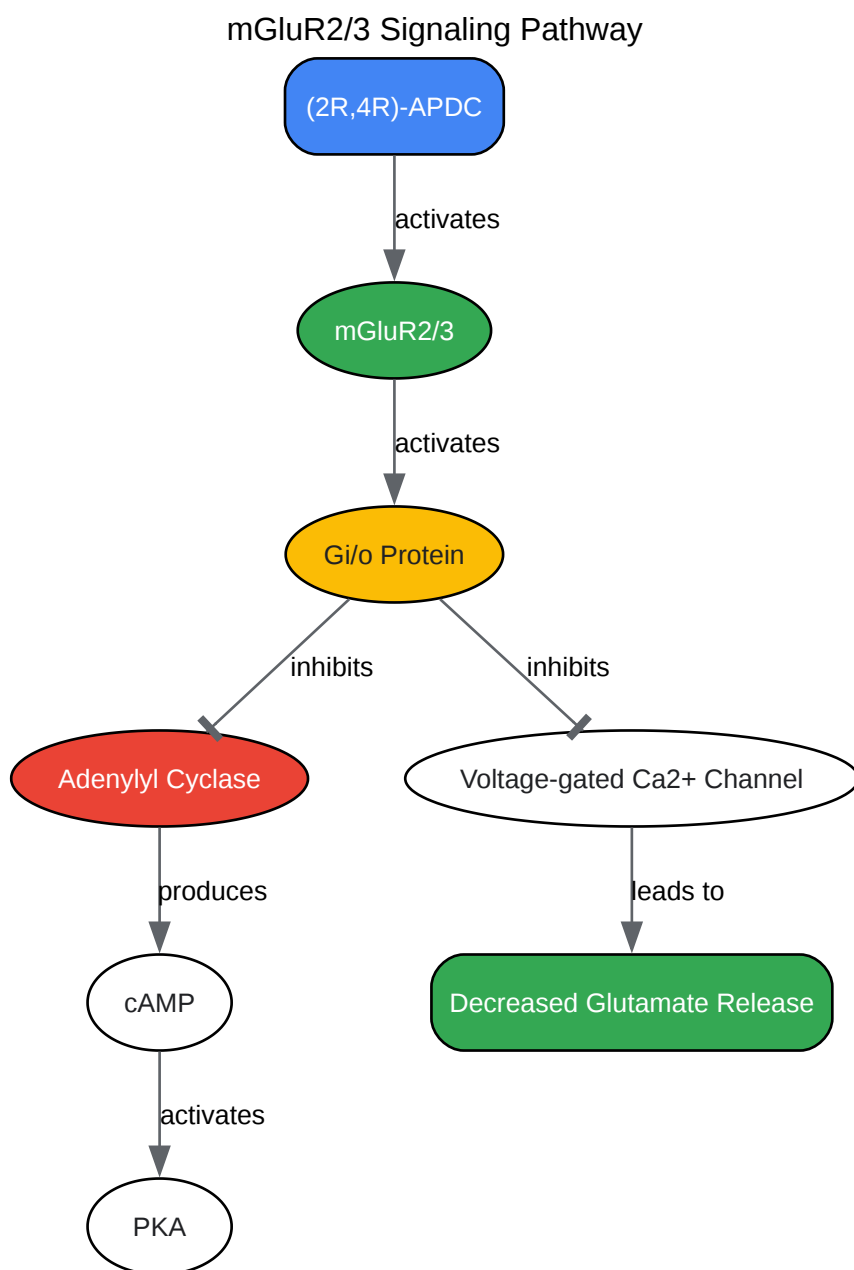 mGluR2/3 Signaling Pathway
(2R,4R)-APDC
activates
mGluR2/3
activates
Gi/o Protein
inhibits
inhibits
Adenylyl Cyclase
Voltage-gated Ca2+ Channel
produces
leads to
cAMP
Decreased Glutamate Release
activates
PKA